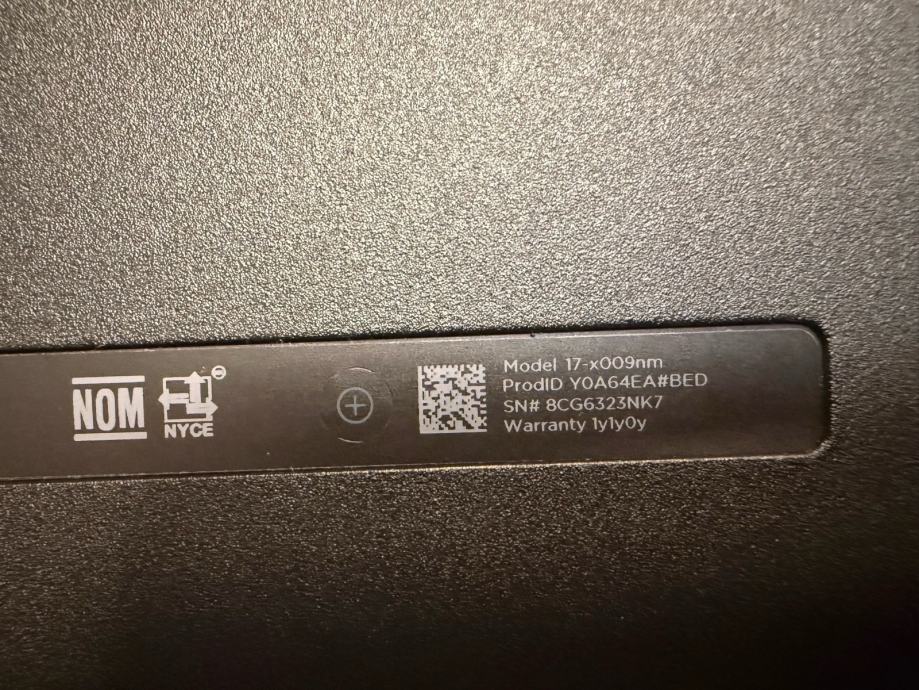 NOM
NYCE
Model 17-x009nm
ProdID Y0A64EA#BED
SN# 8CG6323NK7
Warranty 1y1y0y